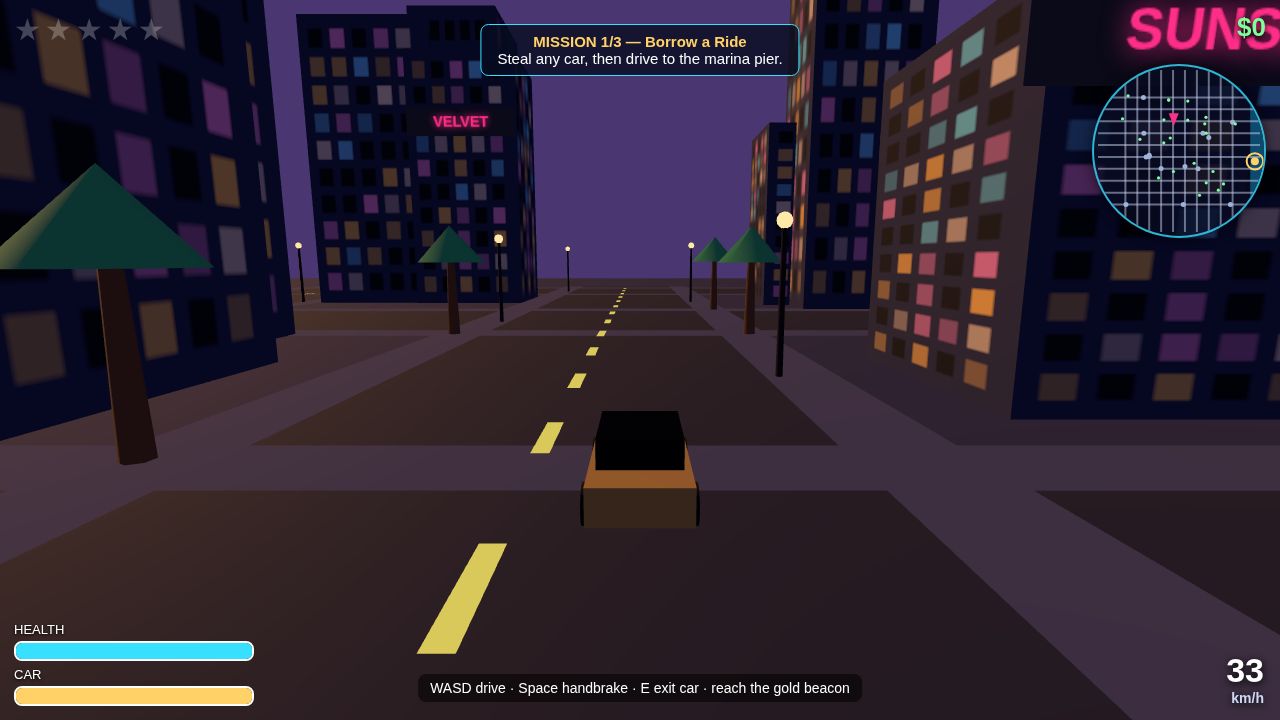 SUNS
$0
MISSION 1/3 — Borrow a Ride
Steal any car, then drive to the marina pier.
VELVET
HEALTH
CAR
WASD drive · Space handbrake · E exit car · reach the gold beacon
33
km/h